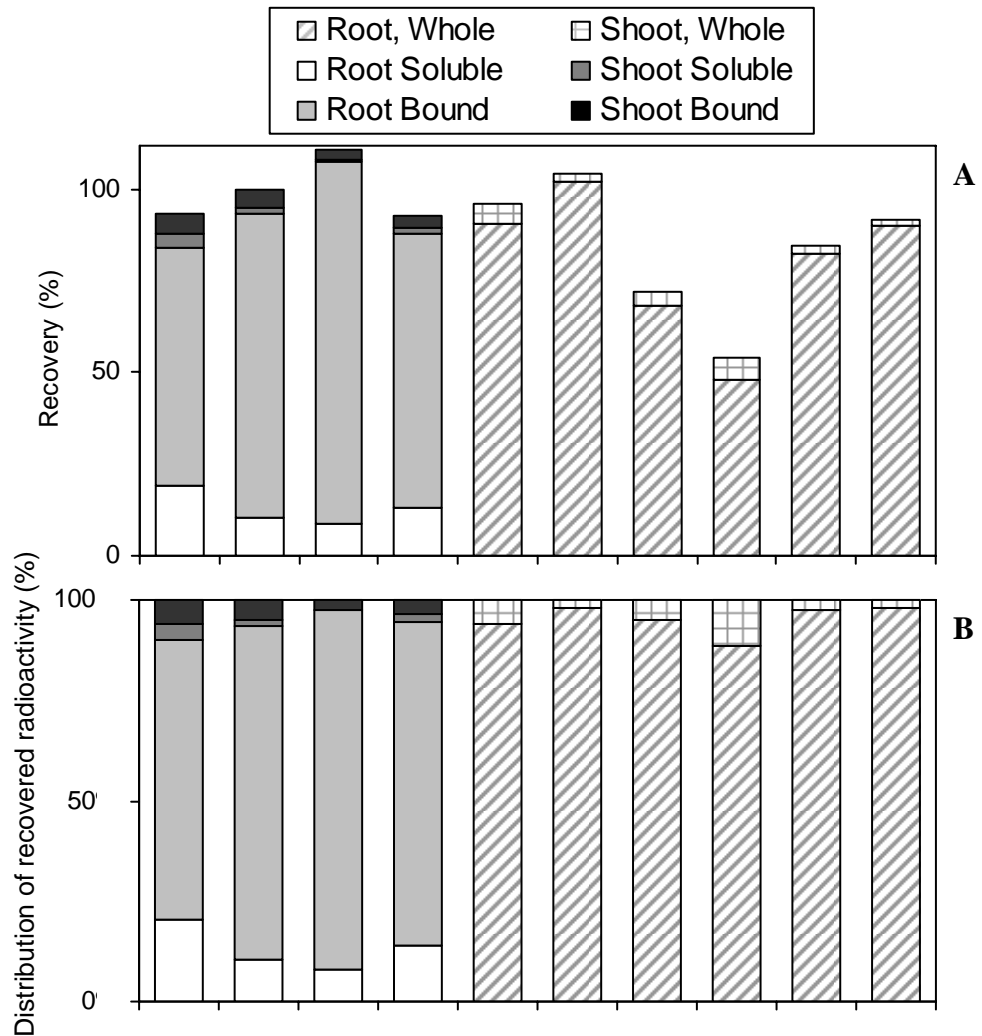 Root, Whole Shoot, Whole
Root Soluble Shoot Soluble
Root Bound Shoot Bound
A
100
50
0
Recovery (%)
B
100
50
0
Distribution of recovered radioactivity (%)